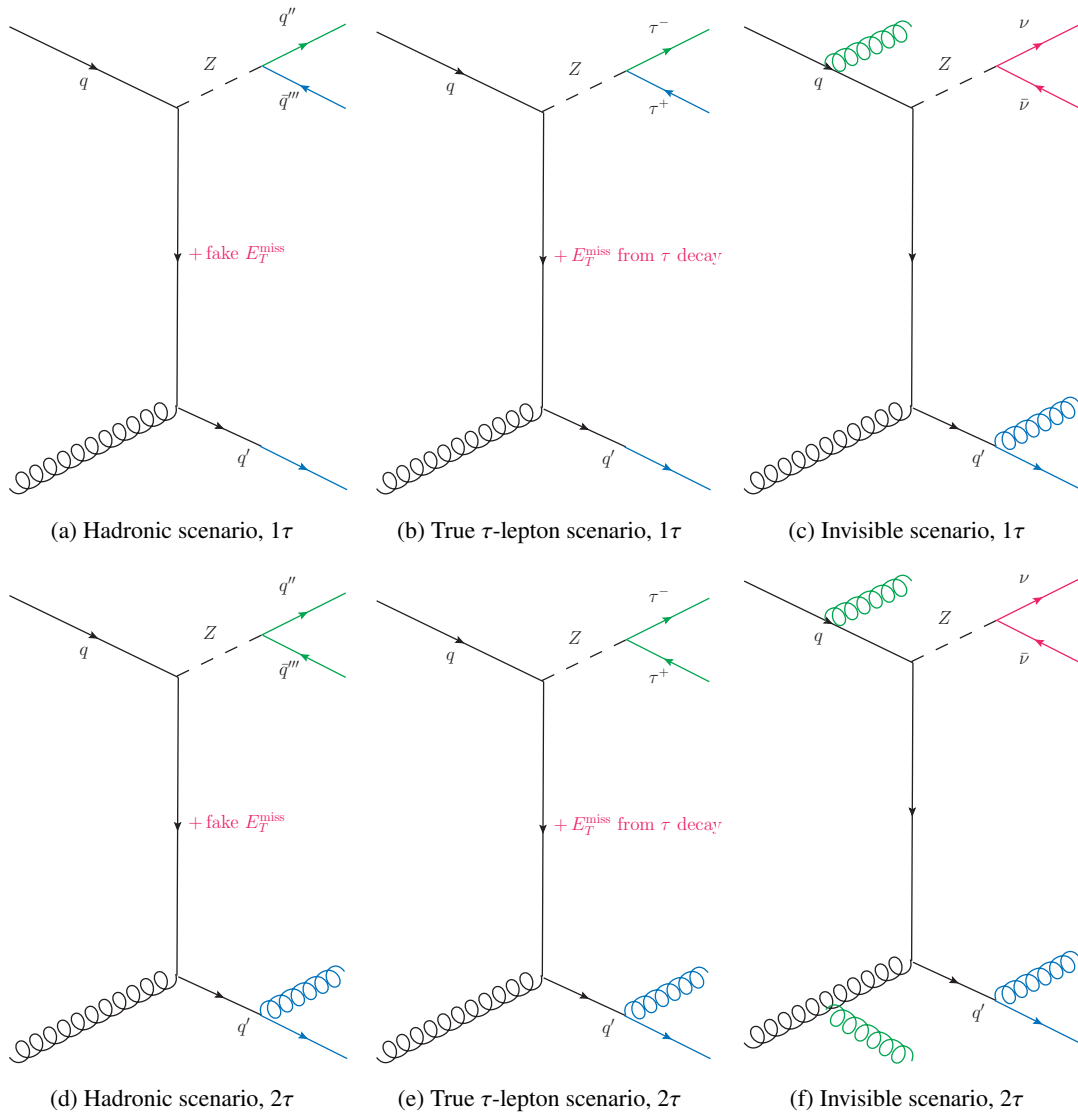 q'' τ⁻ ν
Z Z Z
q q q
q̄''' τ⁺ ν̄
+ fake E_T^miss + E_T^miss from τ decay
q' q' q'
(a) Hadronic scenario, 1τ (b) True τ-lepton scenario, 1τ (c) Invisible scenario, 1τ
q'' τ⁻ ν
Z Z Z
q q q
q̄''' τ⁺ ν̄
+ fake E_T^miss + E_T^miss from τ decay
q' q' q'
(d) Hadronic scenario, 2τ (e) True τ-lepton scenario, 2τ (f) Invisible scenario, 2τ